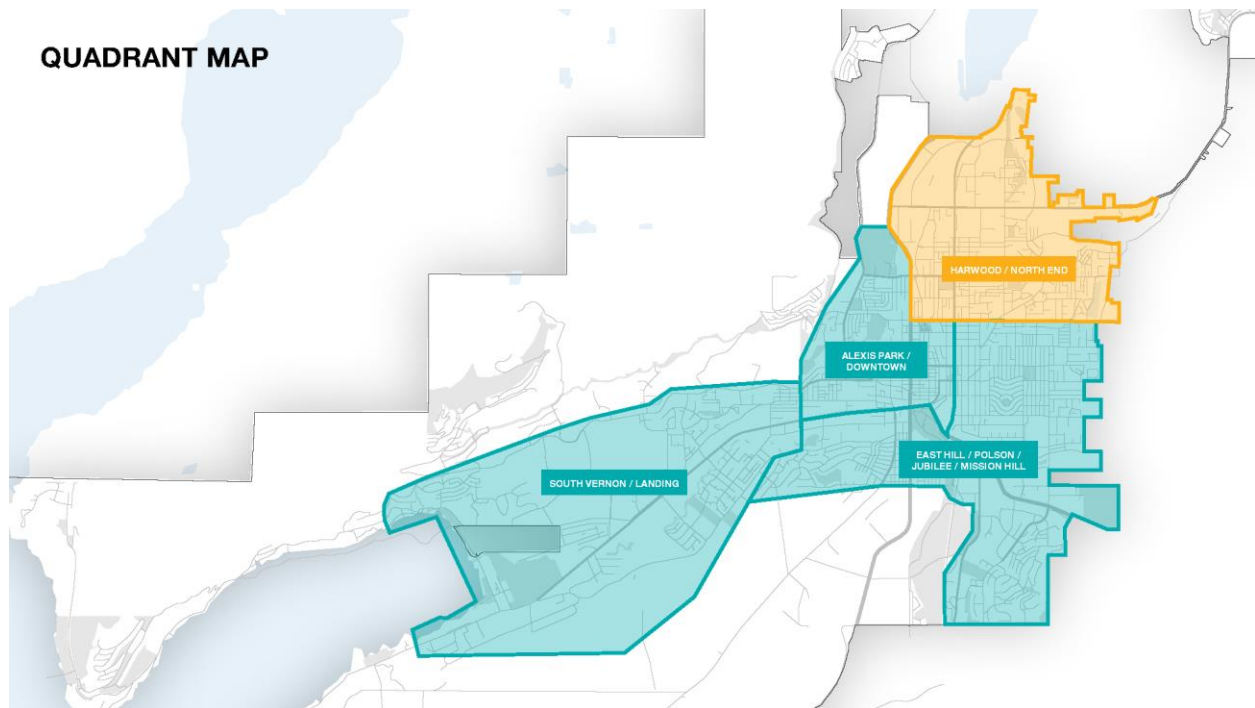 QUADRANT MAP
HARWOOD / NORTH END
ALEXIS PARK /
DOWNTOWN
EAST HILL / POLSON /
JUBILEE / MISSION HILL
SOUTH VERNON / LANDING